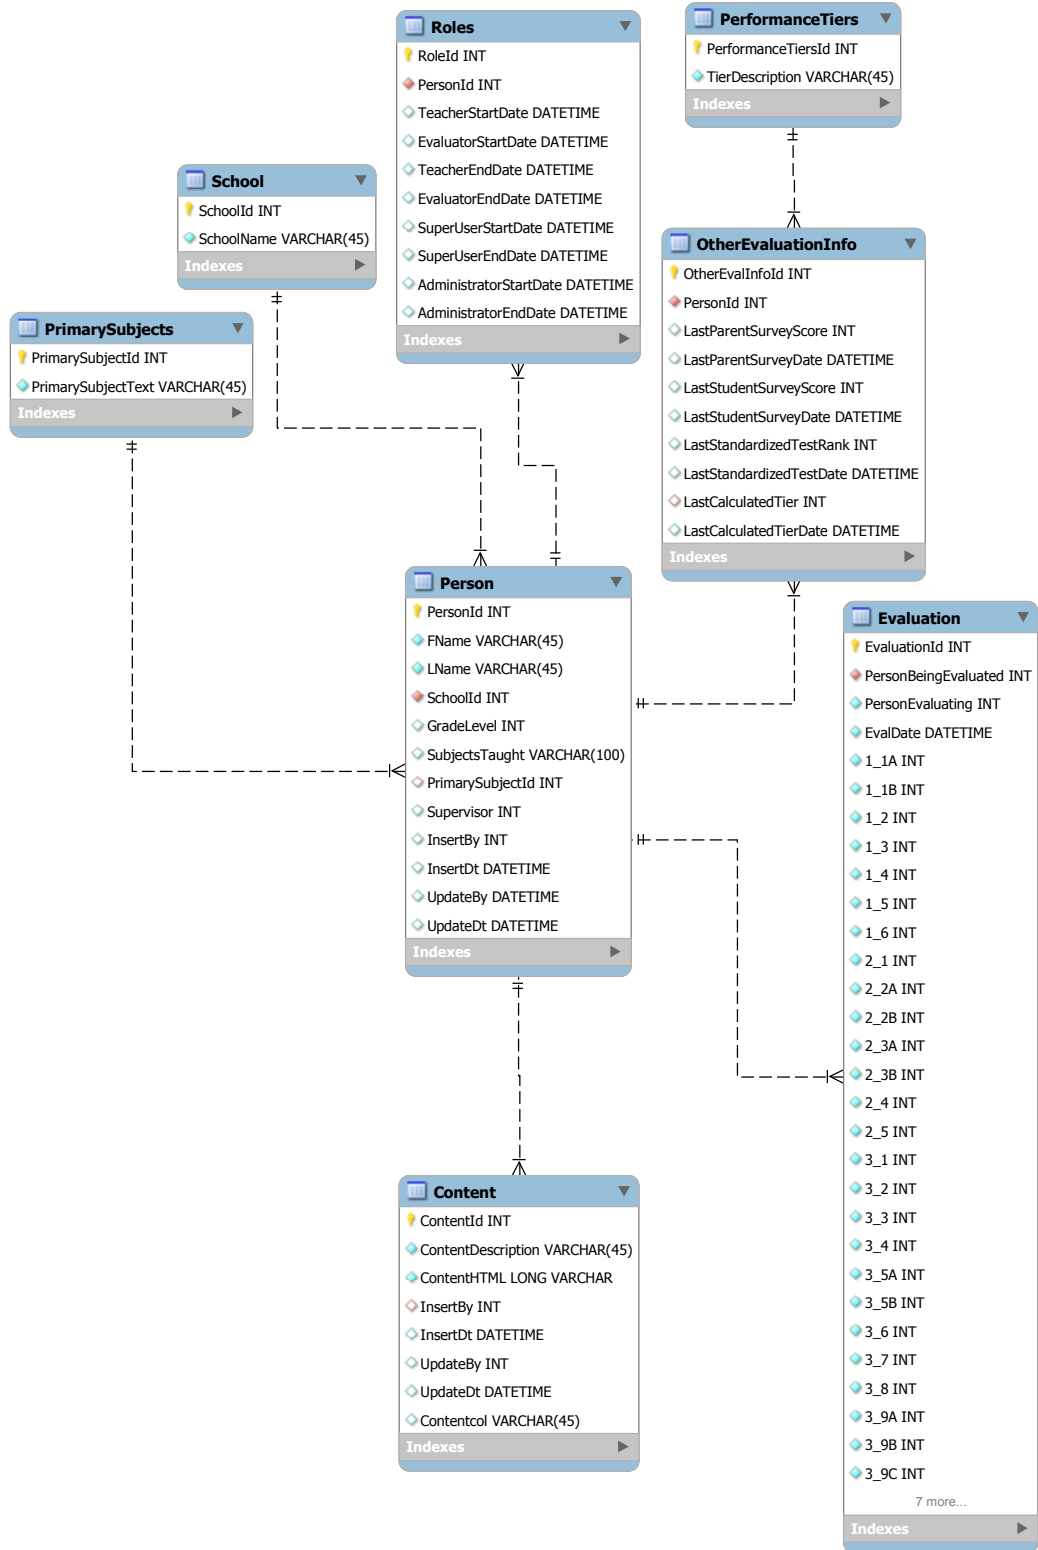 Roles
RoleId INT
PersonId INT
TeacherStartDate DATETIME
EvaluatorStartDate DATETIME
TeacherEndDate DATETIME
EvaluatorEndDate DATETIME
SuperUserStartDate DATETIME
SuperUserEndDate DATETIME
AdministratorStartDate DATETIME
AdministratorEndDate DATETIME
Indexes
PerformanceTiers
PerformanceTiersId INT
TierDescription VARCHAR(45)
Indexes
School
SchoolId INT
SchoolName VARCHAR(45)
Indexes
OtherEvaluationInfo
OtherEvalInfoId INT
PersonId INT
LastParentSurveyScore INT
LastParentSurveyDate DATETIME
LastStudentSurveyScore INT
LastStudentSurveyDate DATETIME
LastStandardizedTestRank INT
LastStandardizedTestDate DATETIME
LastCalculatedTier INT
LastCalculatedTierDate DATETIME
Indexes
PrimarySubjects
PrimarySubjectId INT
PrimarySubjectText VARCHAR(45)
Indexes
Person
PersonId INT
FName VARCHAR(45)
LName VARCHAR(45)
SchoolId INT
GradeLevel INT
SubjectsTaught VARCHAR(100)
PrimarySubjectId INT
Supervisor INT
InsertBy INT
InsertDt DATETIME
UpdateBy DATETIME
UpdateDt DATETIME
Indexes
Evaluation
EvaluationId INT
PersonBeingEvaluated INT
PersonEvaluating INT
EvalDate DATETIME
1_1A INT
1_1B INT
1_2 INT
1_3 INT
1_4 INT
1_5 INT
1_6 INT
2_1 INT
2_2A INT
2_2B INT
2_3A INT
2_3B INT
2_4 INT
2_5 INT
3_1 INT
3_2 INT
3_3 INT
3_4 INT
3_5A INT
3_5B INT
3_6 INT
3_7 INT
3_8 INT
3_9A INT
3_9B INT
3_9C INT
7 more...
Indexes
Content
ContentId INT
ContentDescription VARCHAR(45)
ContentHTML LONG VARCHAR
InsertBy INT
InsertDt DATETIME
UpdateBy INT
UpdateDt DATETIME
Contentcol VARCHAR(45)
Indexes